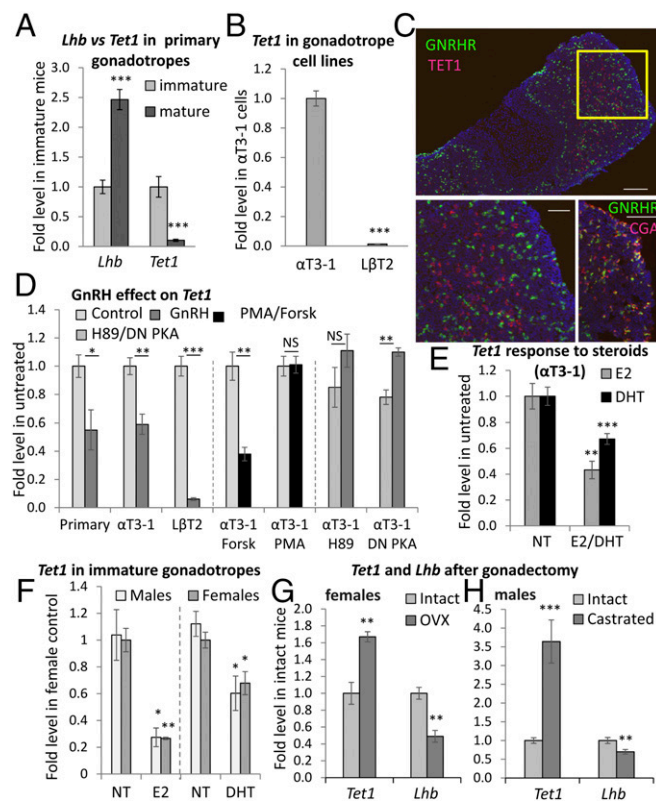 A
Lhb vs Tet1 in primary
gonadotropes
***
immature
mature
***
Fold level in immature mice
3.0
2.5
2.0
1.5
1.0
0.5
0.0
Lhb Tet1
B
Tet1 in gonadotrope
cell lines
Fold level in αT3-1 cells
1.2
1.0
0.8
0.6
0.4
0.2
0.0
***
αT3-1 LβT2
C
GNRHR
TET1
GNRHR
CGA
D
GnRH effect on Tet1
Control GnRH PMA/Forsk
H89/DN PKA
Fold level in untreated
1.4
1.2
1.0
0.8
0.6
0.4
0.2
0.0
* ** *** ** NS NS **
Primary αT3-1 LβT2 αT3-1 αT3-1 αT3-1 αT3-1
Forsk PMA H89 DN PKA
E
Tet1 response to steroids
(αT3-1)
E2
DHT
Fold level in untreated
1.2
1.0
0.8
0.6
0.4
0.2
0.0
** ***
NT E2/DHT
F
Tet1 in immature gonadotropes
Males Females
Fold level in female control
1.4
1.2
1
0.8
0.6
0.4
0.2
0
* ** * *
NT E2 NT DHT
Tet1 and Lhb after gonadectomy
G
females
Intact
OVX
Fold level in intact mice
2.0
1.8
1.6
1.4
1.2
1.0
0.8
0.6
0.4
0.2
0.0
** **
Tet1 Lhb
H
males
Intact
Castrated
4.5
4.0
3.5
3.0
2.5
2.0
1.5
1.0
0.5
0.0
*** **
Tet1 Lhb